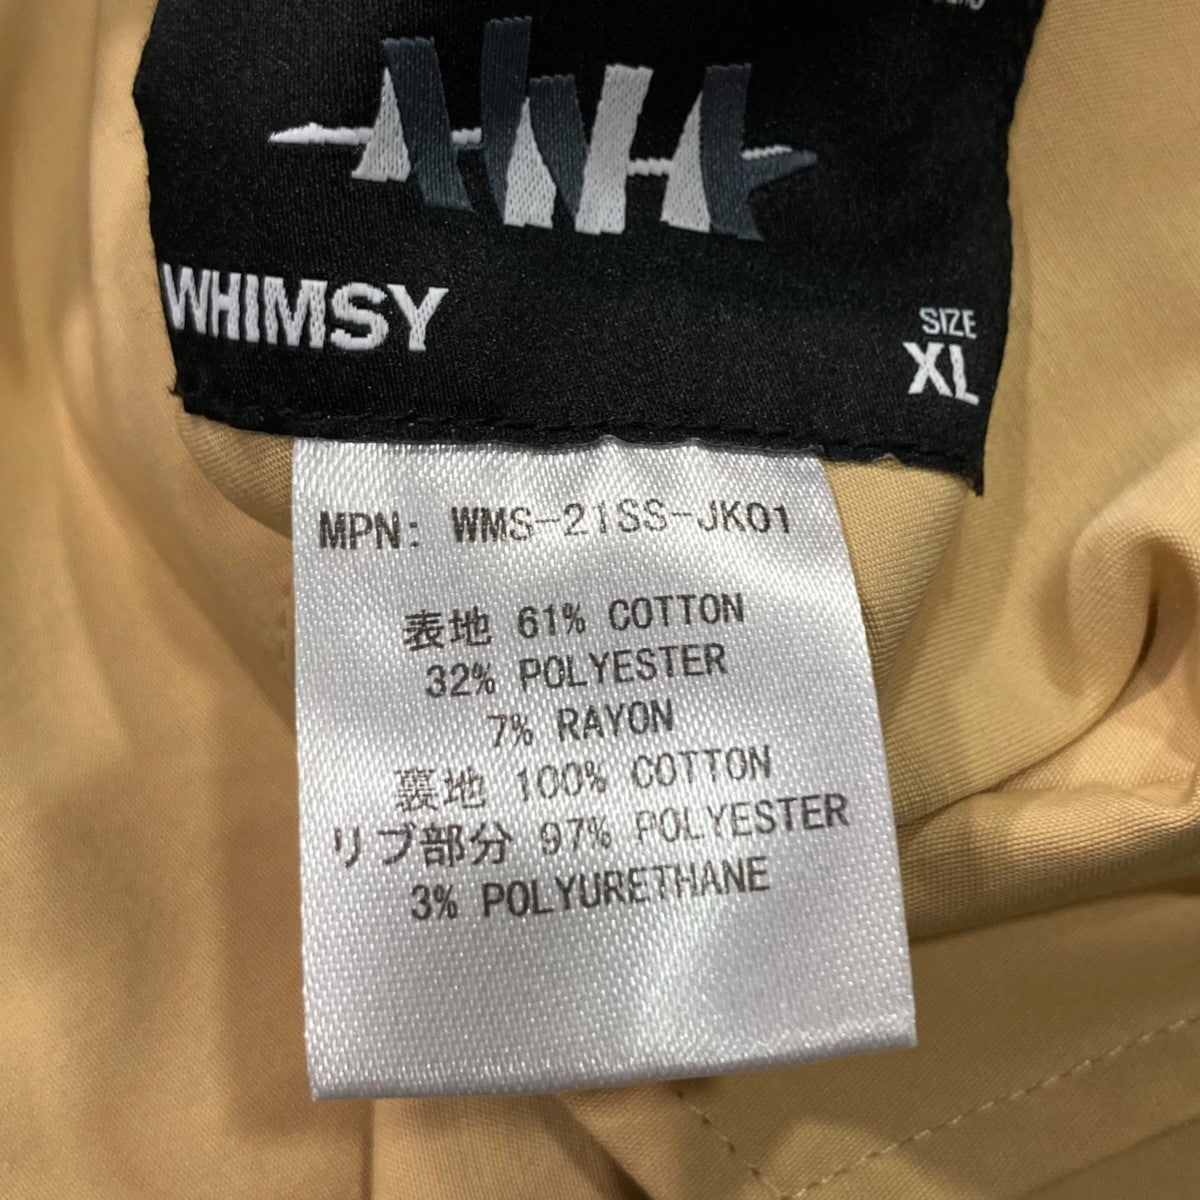 WHIMSY
SIZE
XL
MPN: WMS-21SS-JK01
表地 61% COTTON
32% POLYESTER
7% RAYON
裏地 100% COTTON
リブ部分 97% POLYESTER
3% POLYURETHANE